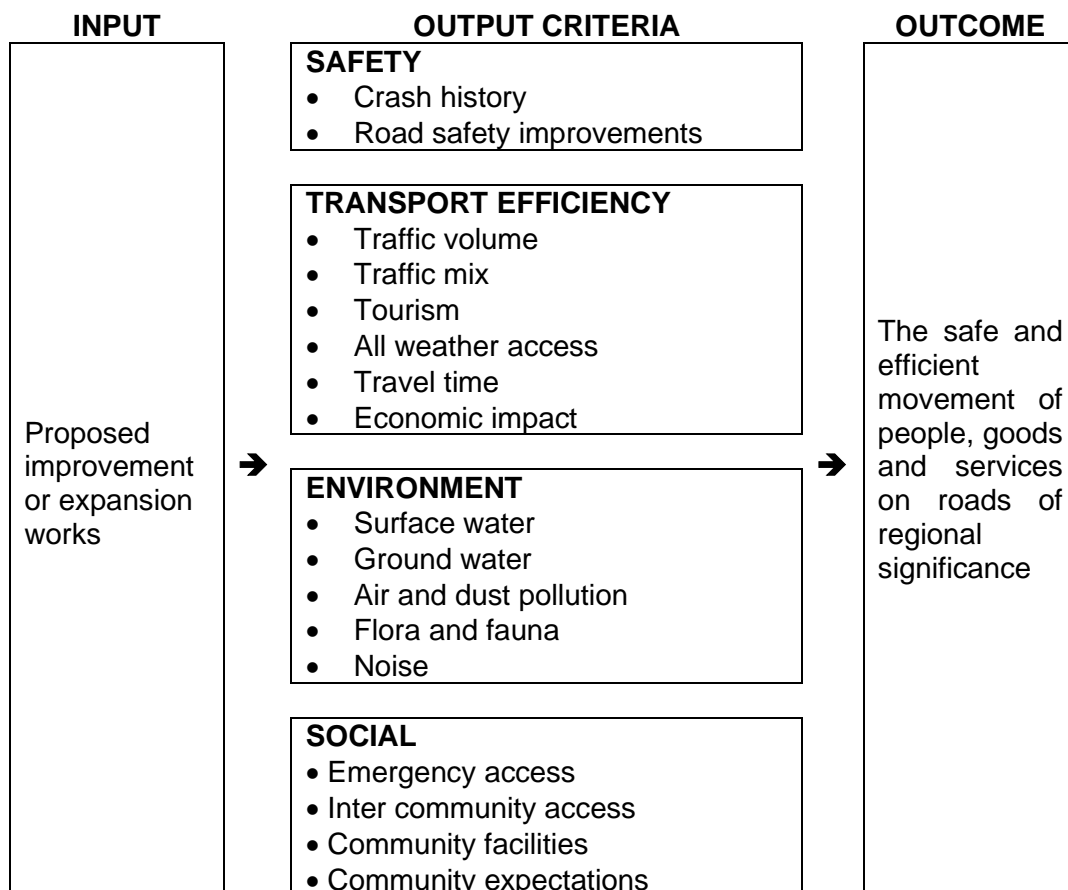 INPUT
OUTPUT CRITERIA
OUTCOME
Proposed
improvement
or expansion
works
➔
SAFETY
• Crash history
• Road safety improvements
TRANSPORT EFFICIENCY
• Traffic volume
• Traffic mix
• Tourism
• All weather access
• Travel time
• Economic impact
ENVIRONMENT
• Surface water
• Ground water
• Air and dust pollution
• Flora and fauna
• Noise
SOCIAL
• Emergency access
• Inter community access
• Community facilities
• Community expectations
➔
The safe and
efficient
movement of
people, goods
and services
on roads of
regional
significance